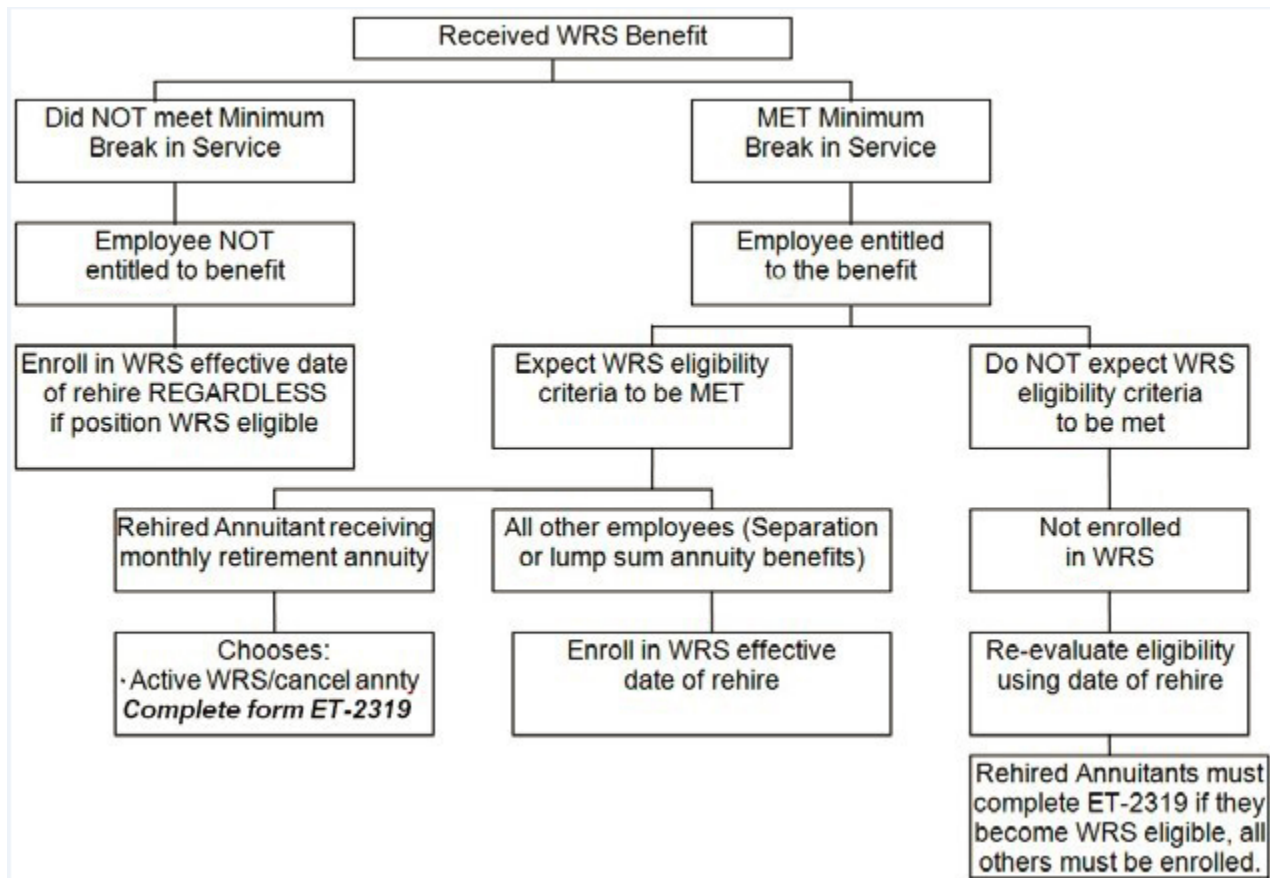 Received WRS Benefit
Did NOT meet Minimum
Break in Service
MET Minimum
Break in Service
Employee NOT
entitled to benefit
Employee entitled
to the benefit
Enroll in WRS effective date
of rehire REGARDLESS
if position WRS eligible
Expect WRS eligibility
criteria to be MET
Do NOT expect WRS
eligibility criteria
to be met
Rehired Annuitant receiving
monthly retirement annuity
All other employees (Separation
or lump sum annuity benefits)
Not enrolled
in WRS
Chooses:
· Active WRS/cancel annty
Complete form ET-2319
Enroll in WRS effective
date of rehire
Re-evaluate eligibility
using date of rehire
Rehired Annuitants must
complete ET-2319 if they
become WRS eligible, all
others must be enrolled.